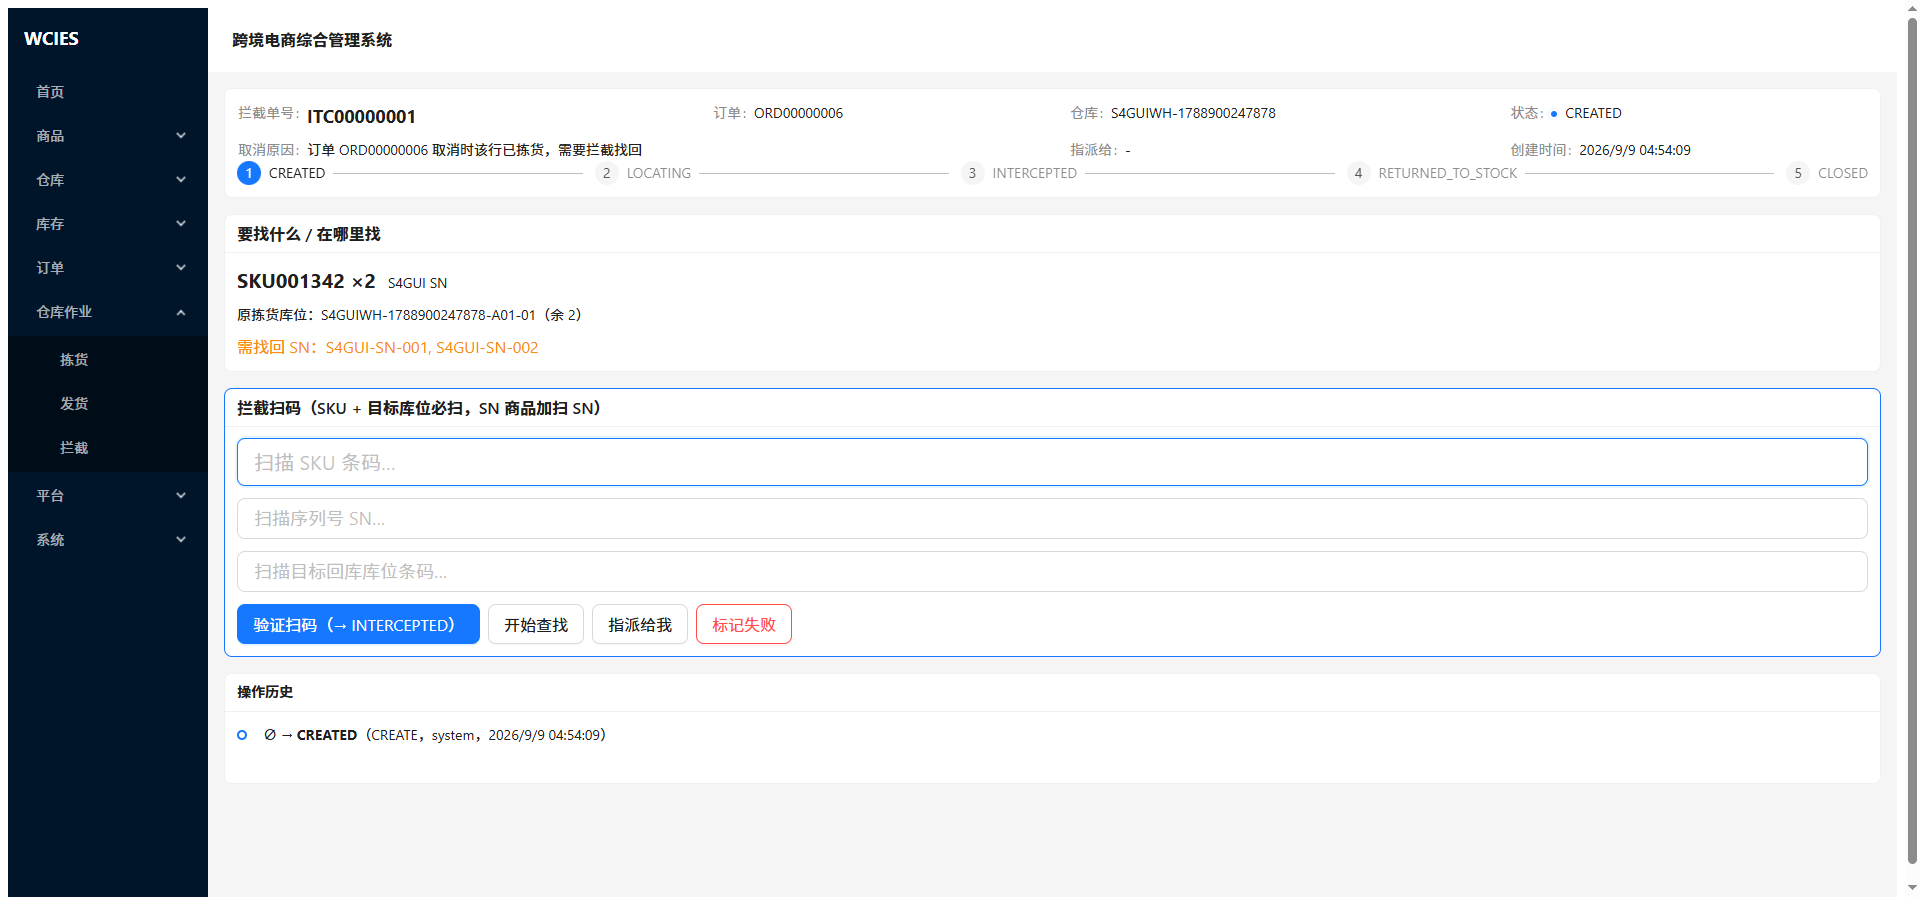 WCIES
首页
商品
仓库
库存
订单
仓库作业
拣货
发货
拦截
平台
系统
跨境电商综合管理系统
拦截单号: ITC00000001 订单: ORD00000006 仓库: S4GUIWH-1788900247878 状态: CREATED
取消原因: 订单 ORD00000006 取消时该行已拣货，需要拦截找回 指派给: - 创建时间: 2026/9/9 04:54:09
1 CREATED 2 LOCATING 3 INTERCEPTED 4 RETURNED_TO_STOCK 5 CLOSED
要找什么 / 在哪里找
SKU001342 ×2 S4GUI SN
原拣货库位：S4GUIWH-1788900247878-A01-01（余 2）
需找回 SN：S4GUI-SN-001, S4GUI-SN-002
拦截扫码（SKU + 目标库位必扫，SN 商品加扫 SN）
扫描 SKU 条码...
扫描序列号 SN...
扫描目标回库库位条码...
验证扫码（→ INTERCEPTED） 开始查找 指派给我 标记失败
操作历史
∅ → CREATED（CREATE，system，2026/9/9 04:54:09）